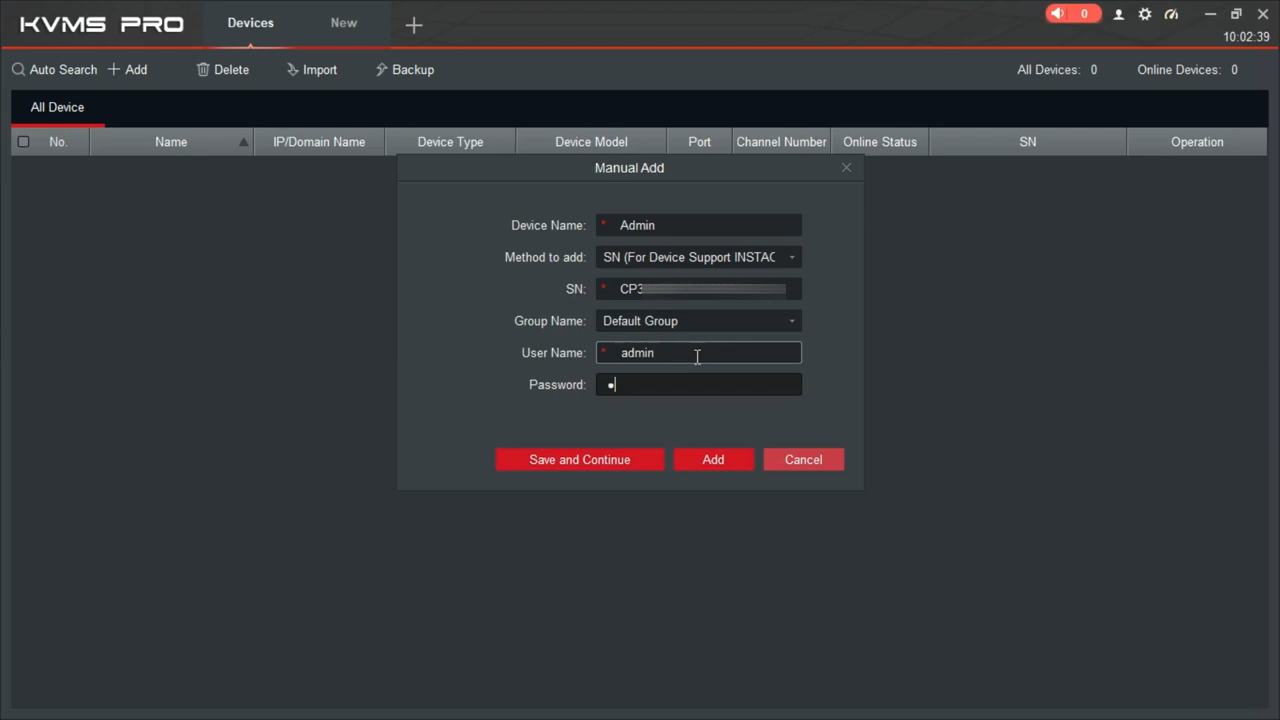 KVMS PRO Devices New + 0
10:02:39
Auto Search + Add Delete Import Backup All Devices: 0 Online Devices: 0
All Device
No. Name IP/Domain Name Device Type Device Model Port Channel Number Online Status SN Operation
Manual Add
Device Name: * Admin
Method to add: SN (For Device Support INSTAC
SN: * CP3
Group Name: Default Group
User Name: * admin
Password: ●
Save and Continue Add Cancel